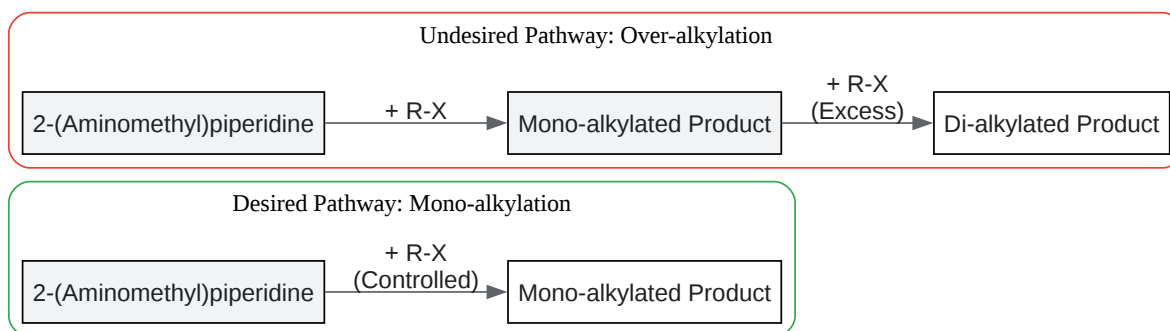 Undesired Pathway: Over-alkylation
2-(Aminomethyl)piperidine
+ R-X
Mono-alkylated Product
+ R-X
(Excess)
Di-alkylated Product
Desired Pathway: Mono-alkylation
2-(Aminomethyl)piperidine
+ R-X
(Controlled)
Mono-alkylated Product